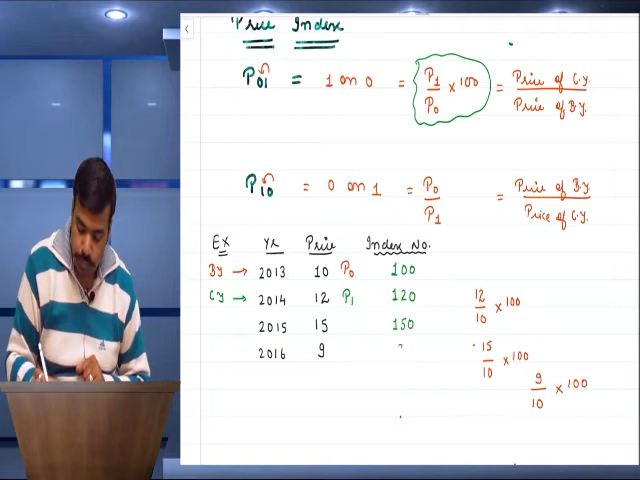 Price Index
P01 = 1 on 0 = P1/P0 × 100 = Price of C.Y./Price of B.Y.
P10 = 0 on 1 = P0/P1 = Price of B.Y./Price of C.Y.
EX Yr Price Index No.
BY → 2013 10 P0 100
CY → 2014 12 P1 120 12/10 × 100
2015 15 150 15/10 × 100
2016 9 9/10 × 100